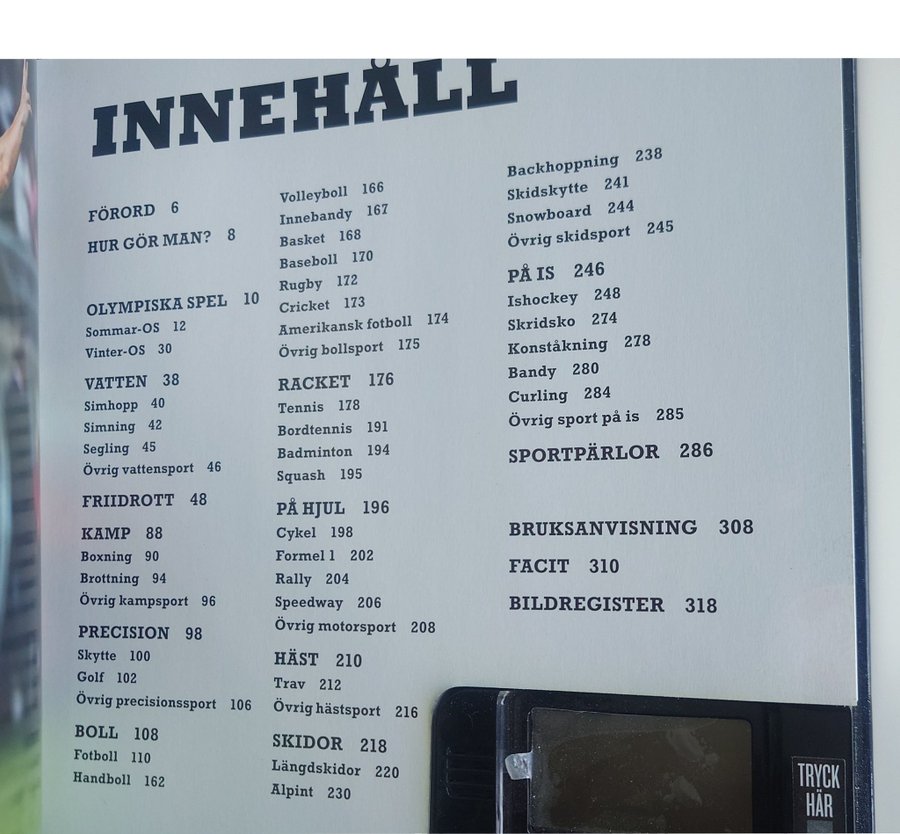 INNEHÅLL
FÖRORD 6
HUR GÖR MAN? 8
OLYMPISKA SPEL 10
Sommar-OS 12
Vinter-OS 30
VATTEN 38
Simhopp 40
Simning 42
Segling 45
Övrig vattensport 46
FRIIDROTT 48
KAMP 88
Boxning 90
Brottning 94
Övrig kampsport 96
PRECISION 98
Skytte 100
Golf 102
Övrig precisionssport 106
BOLL 108
Fotboll 110
Handboll 162
Volleyboll 166
Innebandy 167
Basket 168
Baseboll 170
Rugby 172
Cricket 173
Amerikansk fotboll 174
Övrig bollsport 175
RACKET 176
Tennis 178
Bordtennis 191
Badminton 194
Squash 195
PÅ HJUL 196
Cykel 198
Formel 1 202
Rally 204
Speedway 206
Övrig motorsport 208
HÄST 210
Trav 212
Övrig hästsport 216
SKIDOR 218
Längdskidor 220
Alpint 230
Backhoppning 238
Skidskytte 241
Snowboard 244
Övrig skidsport 245
PÅ IS 246
Ishockey 248
Skridsko 274
Konståkning 278
Bandy 280
Curling 284
Övrig sport på is 285
SPORTPÄRLOR 286
BRUKSANVISNING 308
FACIT 310
BILDREGISTER 318
TRYCK
HÄR